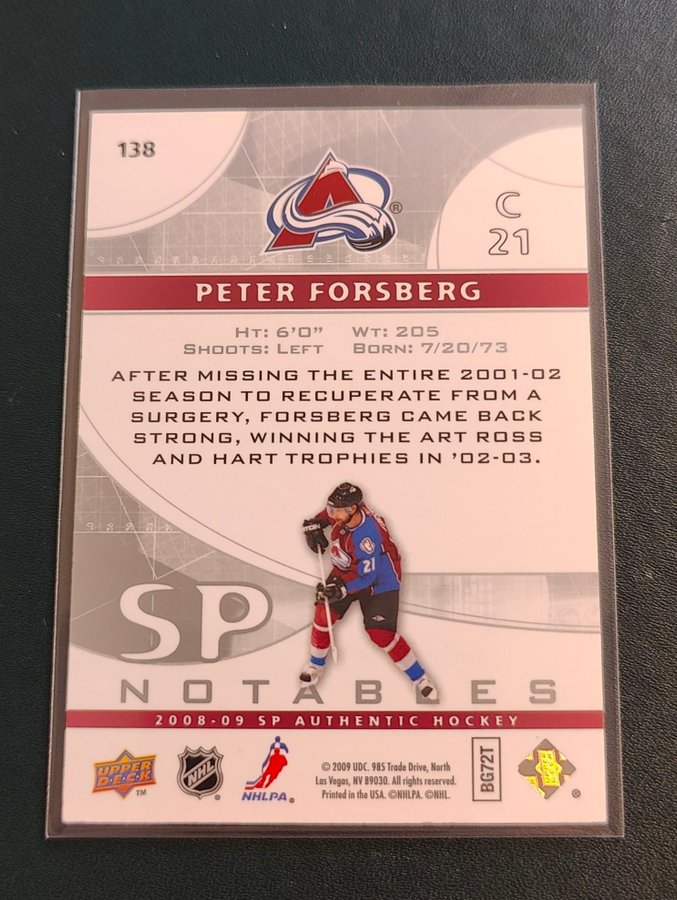 138
A®
C
21
PETER FORSBERG
HT: 6'0" WT: 205
SHOOTS: LEFT BORN: 7/20/73
AFTER MISSING THE ENTIRE 2001-02
SEASON TO RECUPERATE FROM A
SURGERY, FORSBERG CAME BACK
STRONG, WINNING THE ART ROSS
AND HART TROPHIES IN '02-03.
21
SP
NOTABLES
2008-09 SP AUTHENTIC HOCKEY
UPPER
DECK
TM
NHL
®
NHLPA®
© 2009 UDC. 985 Trade Drive, North
Las Vegas, NV 89030. All rights reserved.
Printed in the USA. ©NHLPA. ©NHL.
BG72T
®